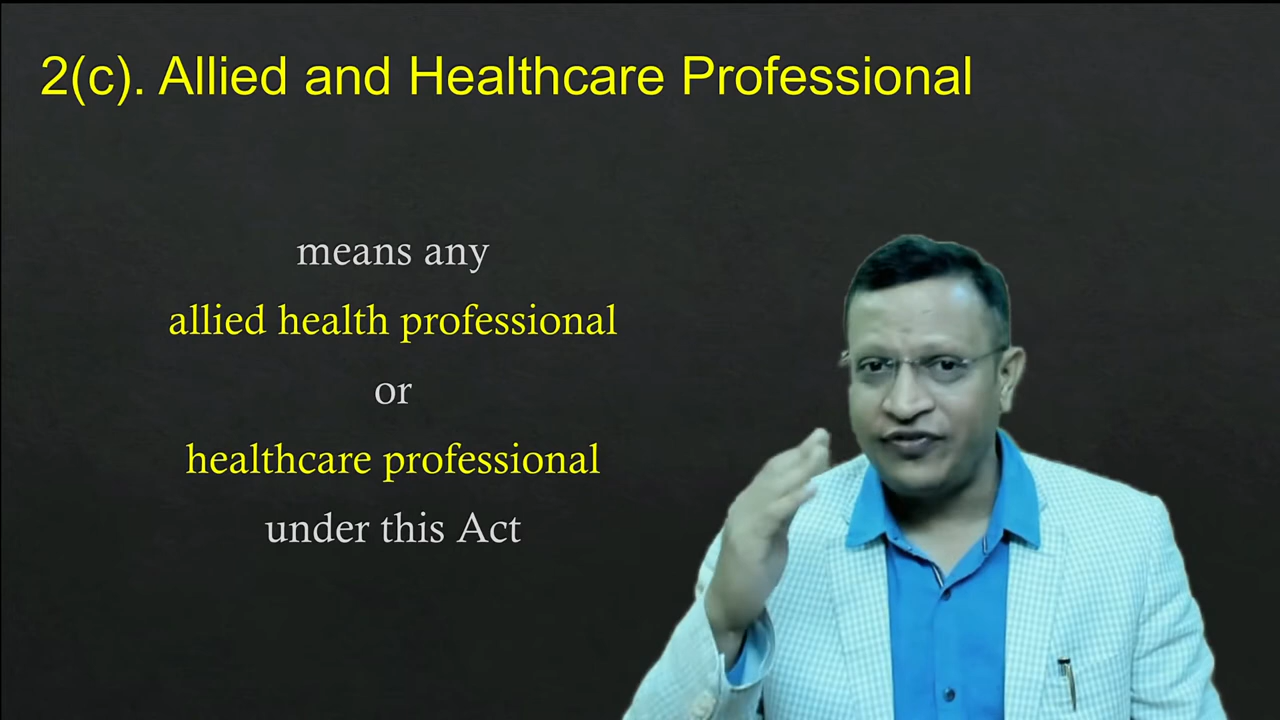 2(c). Allied and Healthcare Professional
means any
allied health professional
or
healthcare professional
under this Act